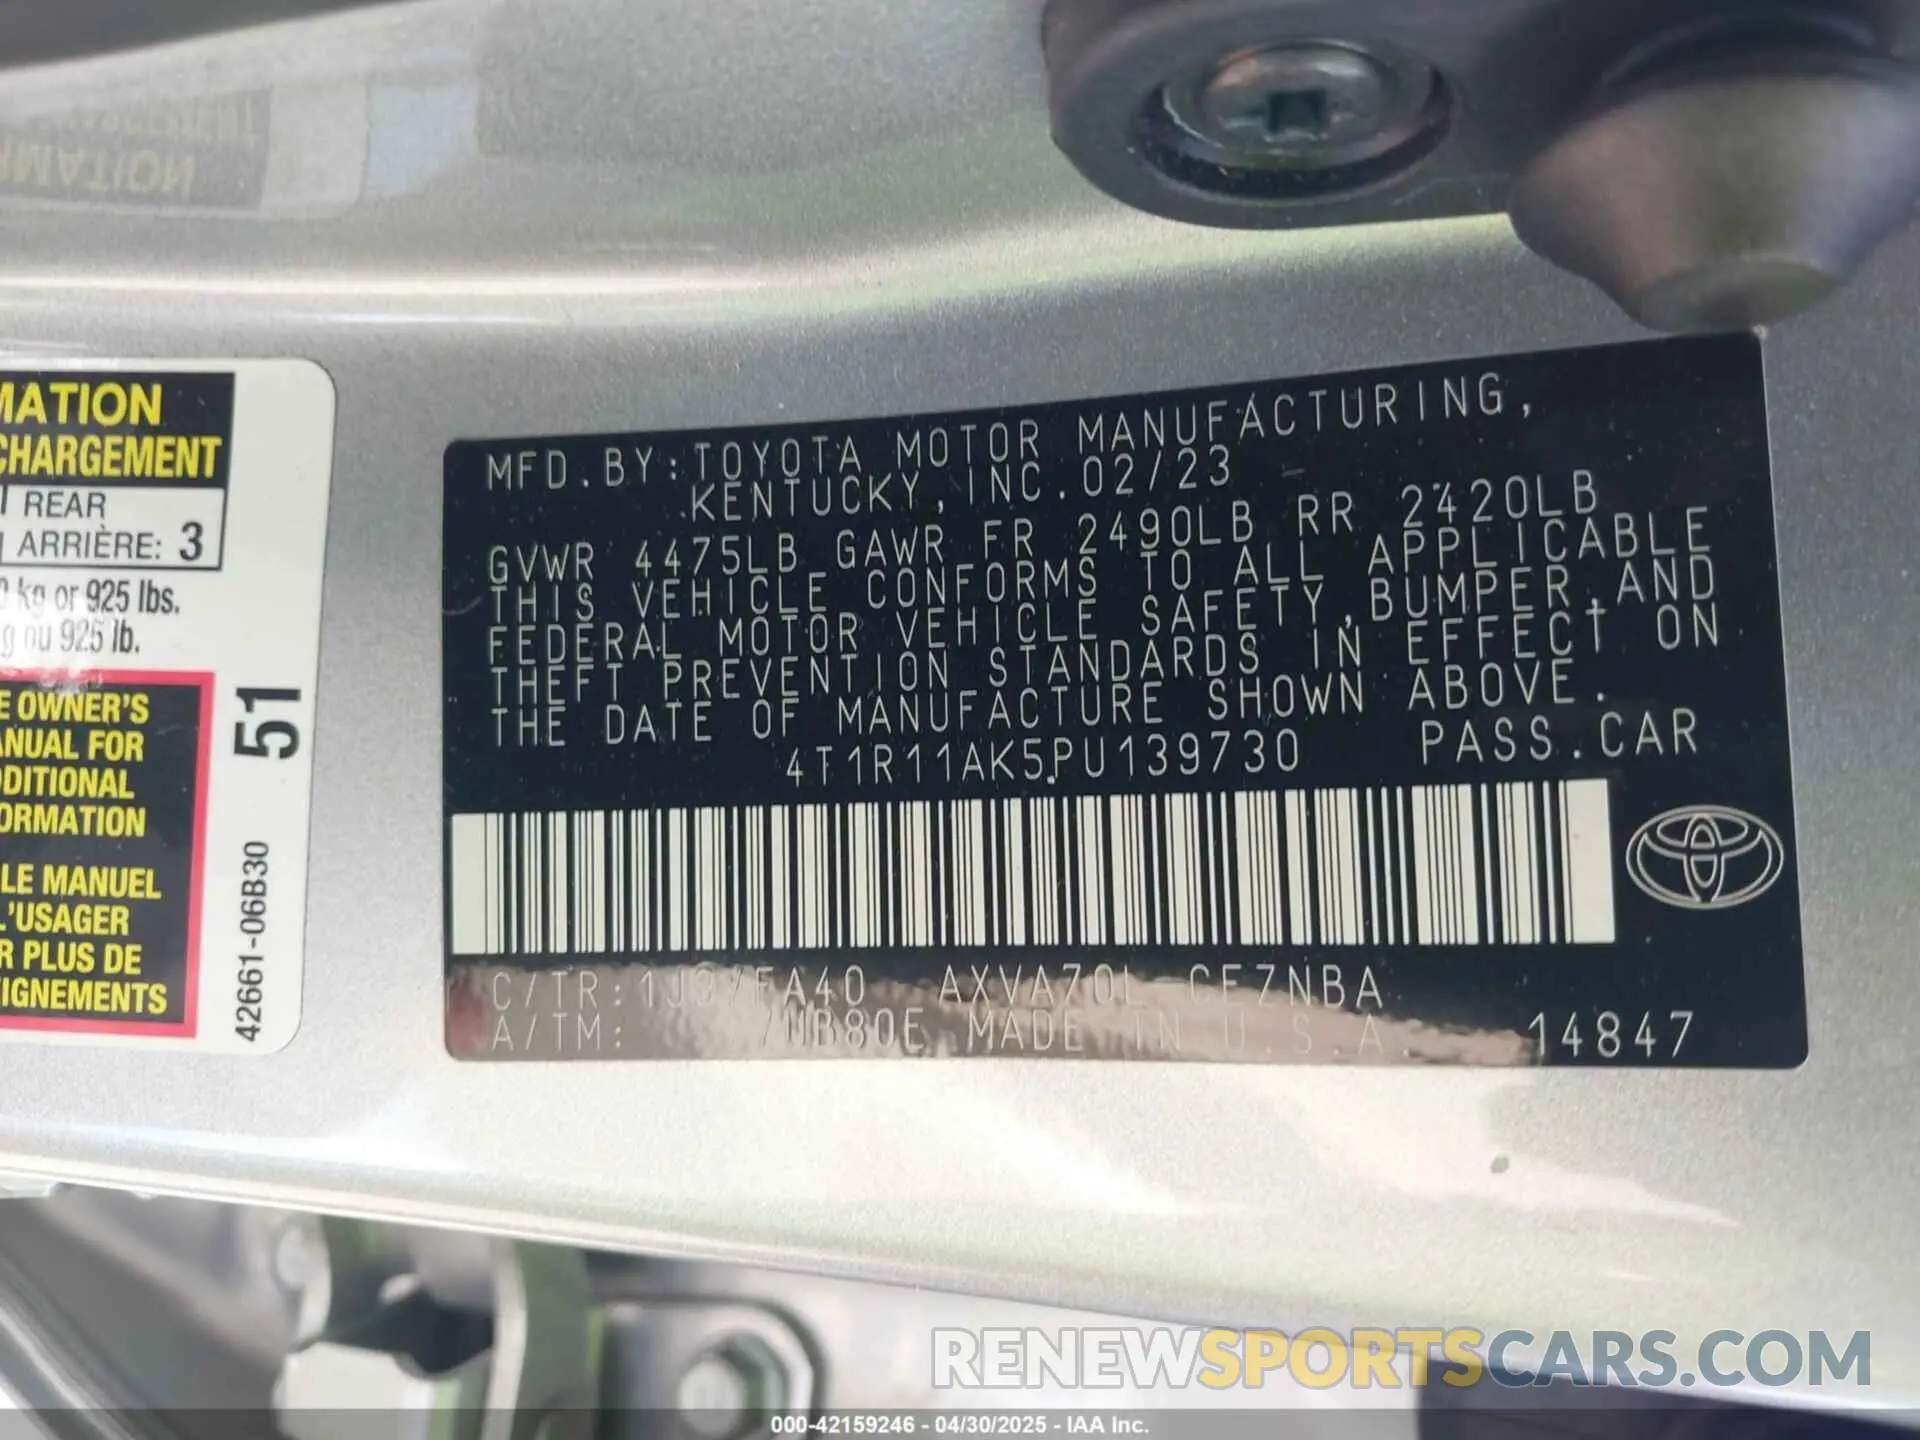 MATION
CHARGEMENT
REAR
ARRIÈRE: 3
kg or 925 lbs.
g ou 925 lb.
E OWNER'S
ANUAL FOR
DDITIONAL
FORMATION
LE MANUEL
L'USAGER
R PLUS DE
IGNEMENTS
51
42661-06B30
MFD.BY:TOYOTA MOTOR MANUFACTURING,
KENTUCKY,INC.02/23
GVWR 4475LB GAWR FR 2490LB RR 2420LB
THIS VEHICLE CONFORMS TO ALL APPLICABLE
FEDERAL MOTOR VEHICLE SAFETY,BUMPER,AND
THEFT PREVENTION STANDARDS IN EFFECT ON
THE DATE OF MANUFACTURE SHOWN ABOVE.
4T1R11AK5PU139730 PASS.CAR
C/TR: AXVA70L
A/TM: MADE IN U.S.A. 14847
RENEWSPORTSCARS.COM
000-42159246 - 04/30/2025 - IAA Inc.